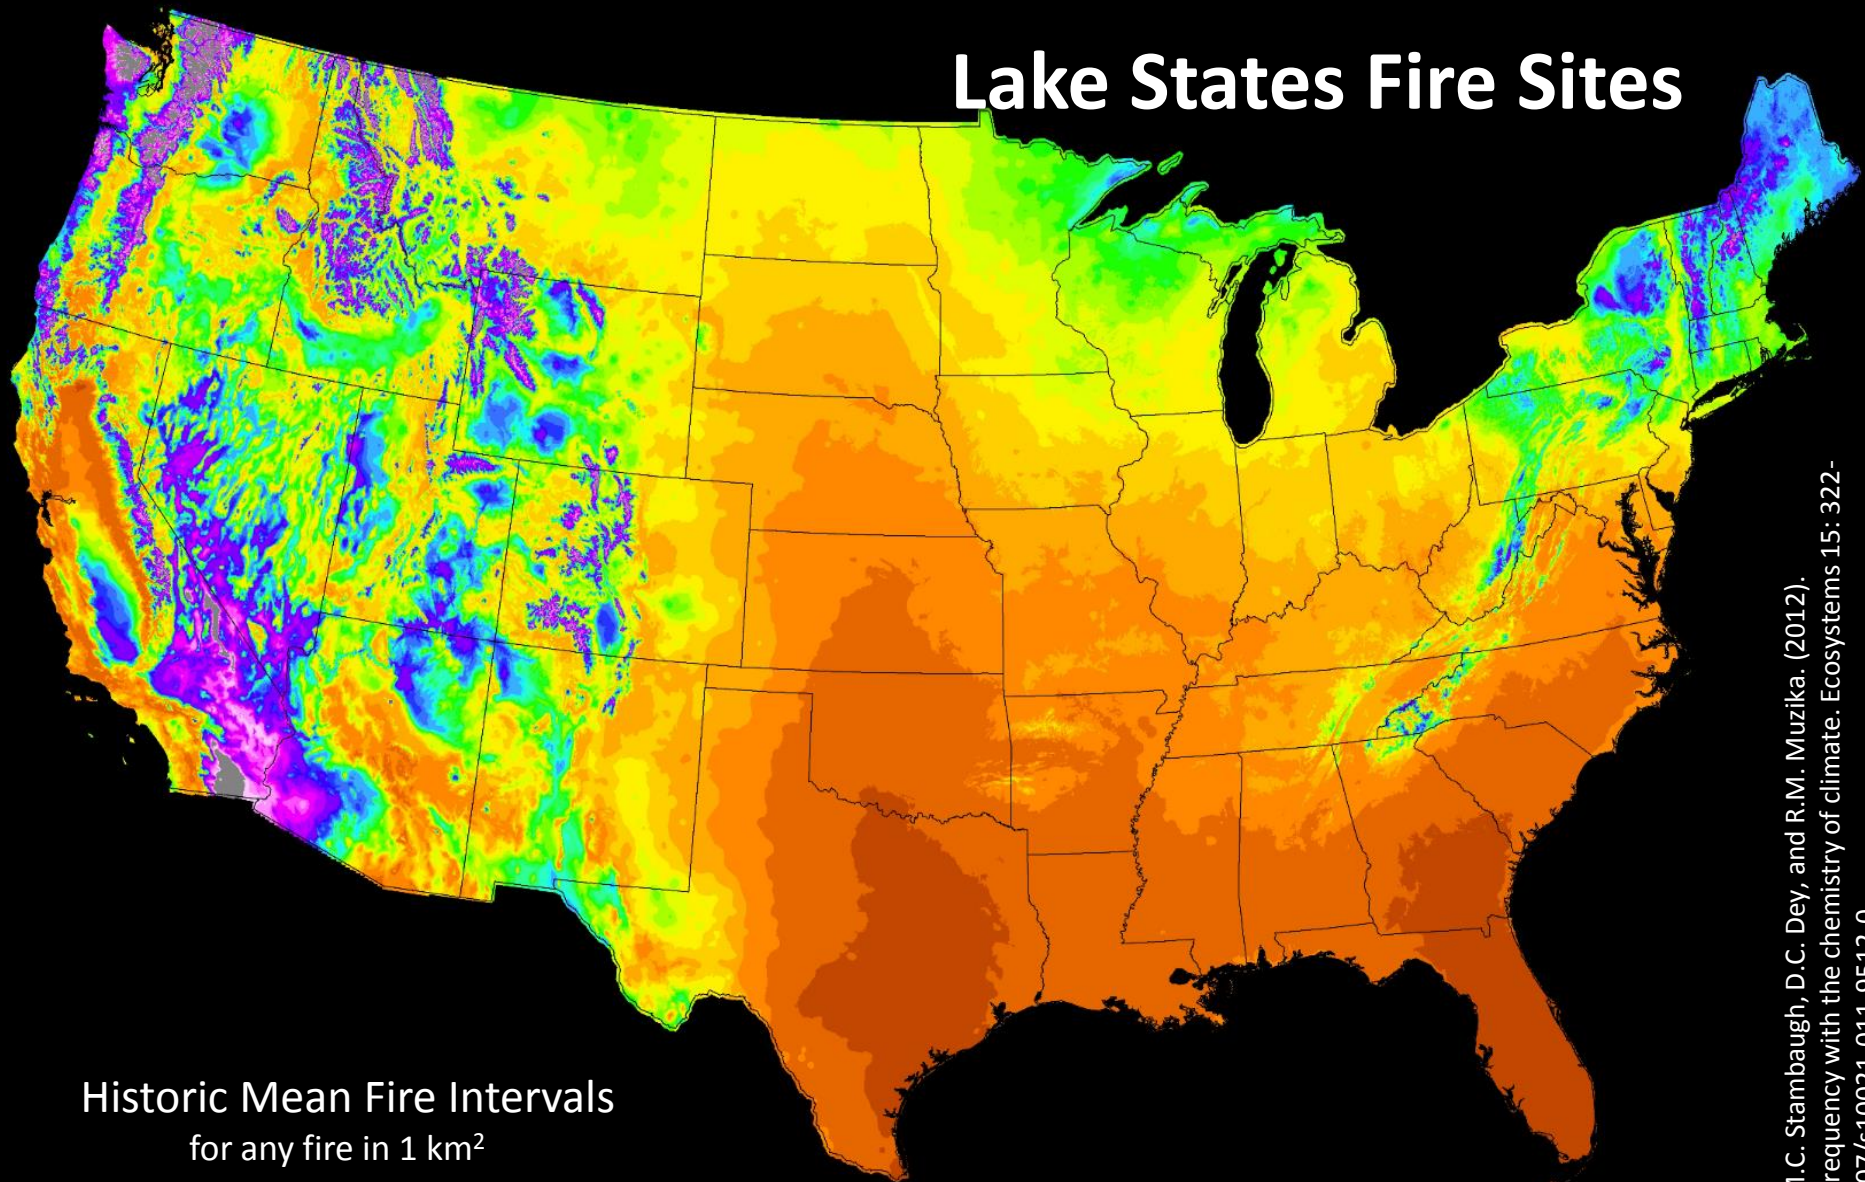 Lake States Fire Sites
Historic Mean Fire Intervals
for any fire in 1 km²
Stambaugh, D.C. Dey, and R.M. Muzika. (2012).
with the chemistry of climate. Ecosystems 15: 322-